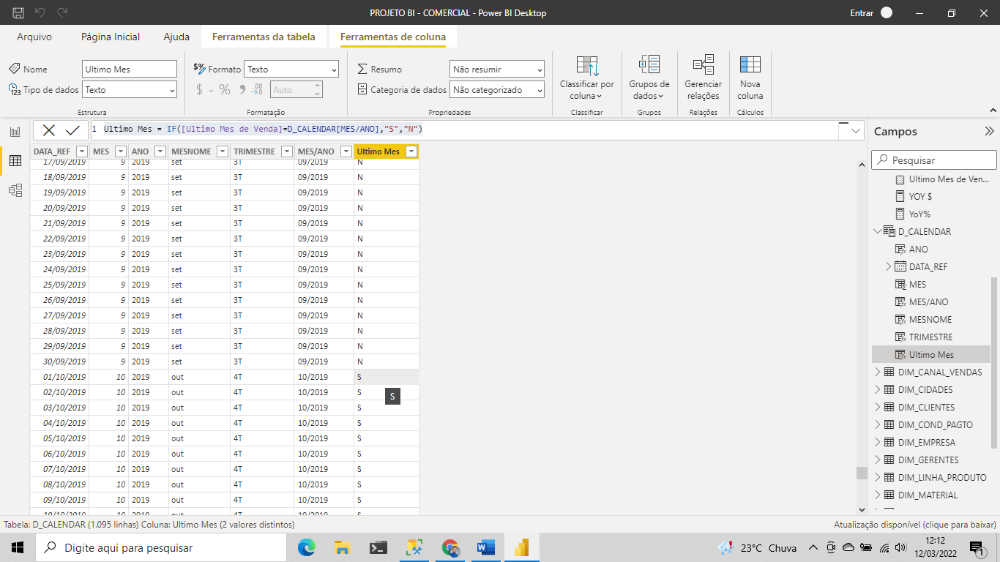 PROJETO BI - COMERCIAL - Power BI Desktop
Entrar
Arquivo
Página Inicial
Ajuda
Ferramentas da tabela
Ferramentas de coluna
Nome
Ultimo Mes
Tipo de dados
Texto
Estrutura
Formato
Texto
$ % 9 Auto
Formatação
Resumo
Não resumir
Categoria de dados
Não categorizado
Propriedades
Classificar por
coluna
Classificar
Grupos de
dados
Grupos
Gerenciar
relações
Relações
Nova
coluna
Cálculos
1 Ultimo Mes = IF([Ultimo Mes de Venda]=D_CALENDAR[MES/ANO],"S","N")
DATA_REF MES ANO MESNOME TRIMESTRE MES/ANO Ultimo Mes
17/09/2019 9 2019 set 3T 09/2019 N
18/09/2019 9 2019 set 3T 09/2019 N
19/09/2019 9 2019 set 3T 09/2019 N
20/09/2019 9 2019 set 3T 09/2019 N
21/09/2019 9 2019 set 3T 09/2019 N
22/09/2019 9 2019 set 3T 09/2019 N
23/09/2019 9 2019 set 3T 09/2019 N
24/09/2019 9 2019 set 3T 09/2019 N
25/09/2019 9 2019 set 3T 09/2019 N
26/09/2019 9 2019 set 3T 09/2019 N
27/09/2019 9 2019 set 3T 09/2019 N
28/09/2019 9 2019 set 3T 09/2019 N
29/09/2019 9 2019 set 3T 09/2019 N
30/09/2019 9 2019 set 3T 09/2019 N
01/10/2019 10 2019 out 4T 10/2019 S
02/10/2019 10 2019 out 4T 10/2019 S
S
03/10/2019 10 2019 out 4T 10/2019 S
04/10/2019 10 2019 out 4T 10/2019 S
05/10/2019 10 2019 out 4T 10/2019 S
06/10/2019 10 2019 out 4T 10/2019 S
07/10/2019 10 2019 out 4T 10/2019 S
08/10/2019 10 2019 out 4T 10/2019 S
09/10/2019 10 2019 out 4T 10/2019 S
10/10/2019 10 2019 out 4T 10/2019 S
Campos
Pesquisar
Ultimo Mes de Ven...
YOY $
YoY%
D_CALENDAR
ANO
DATA_REF
MES
MES/ANO
MESNOME
TRIMESTRE
Ultimo Mes
DIM_CANAL_VENDAS
DIM_CIDADES
DIM_CLIENTES
DIM_COND_PAGTO
DIM_EMPRESA
DIM_GERENTES
DIM_LINHA_PRODUTO
DIM_MATERIAL
Tabela: D_CALENDAR (1.095 linhas) Coluna: Ultimo Mes (2 valores distintos)
Atualização disponível (clique para baixar)
Digite aqui para pesquisar
23°C Chuva
12:12
12/03/2022
1